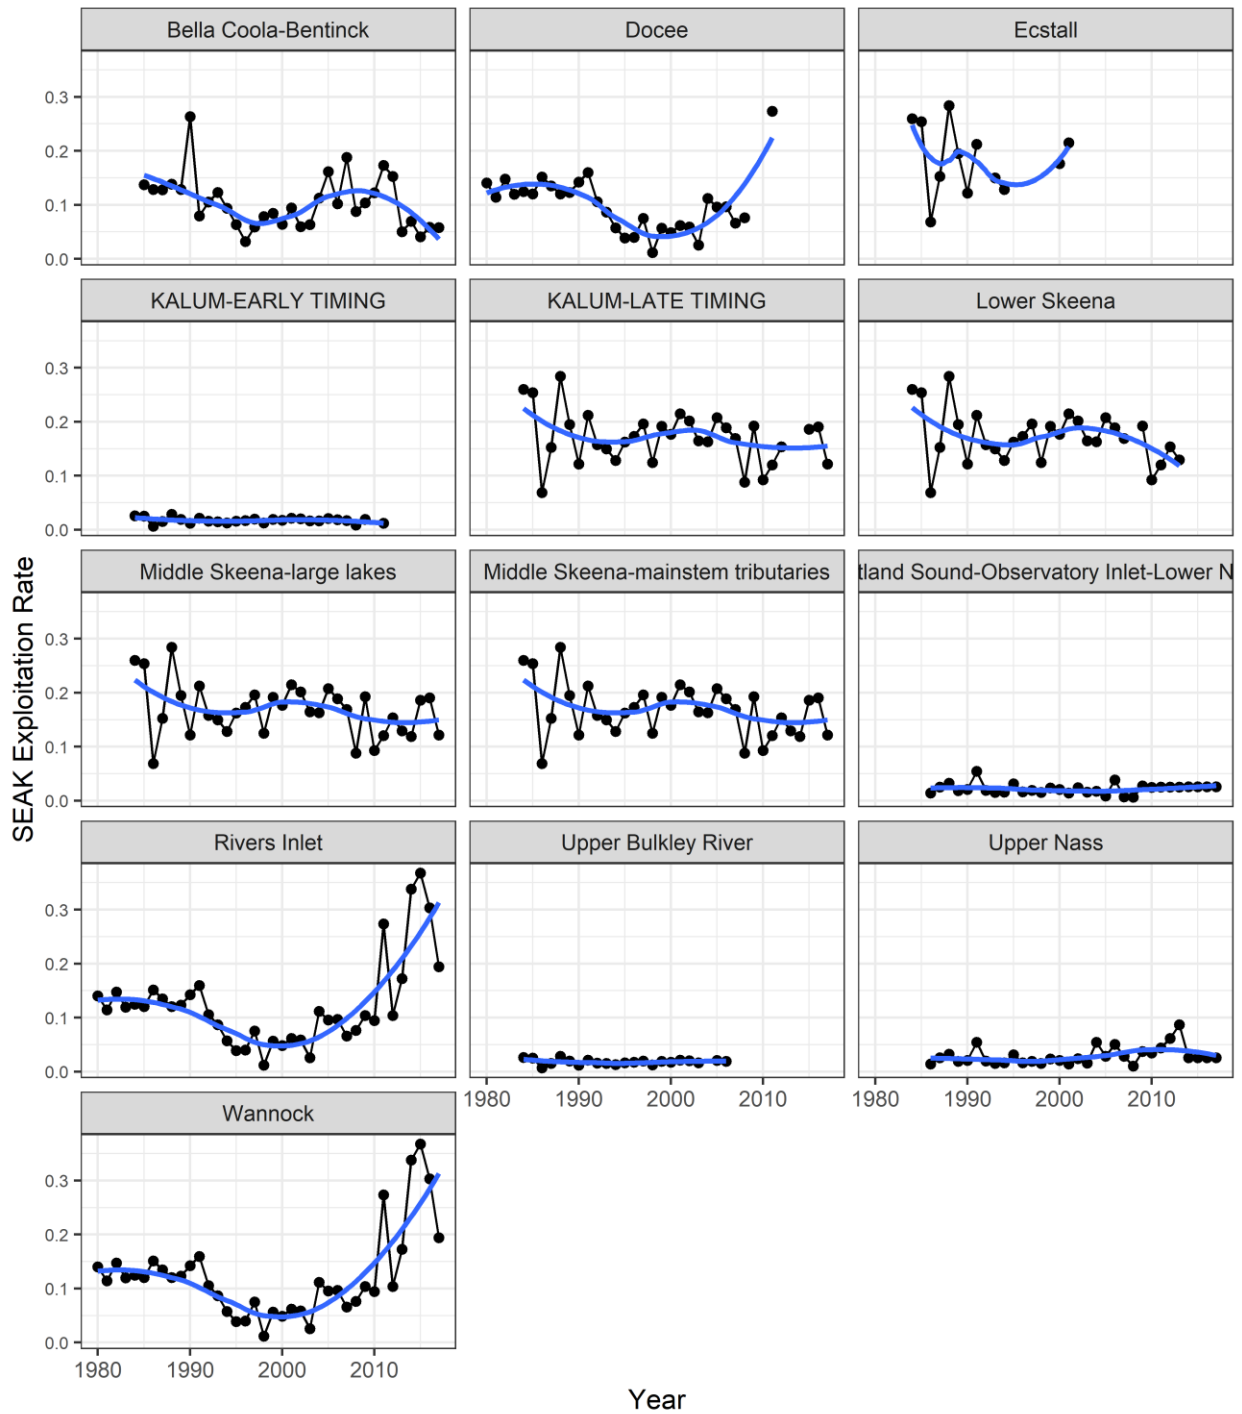 Bella Coola-Bentinck Docee Ecstall
0.3
0.2
0.1
0.0
KALUM-EARLY TIMING KALUM-LATE TIMING Lower Skeena
0.3
0.2
0.1
0.0
Middle Skeena-large lakes Middle Skeena-mainstem tributaries tland Sound-Observatory Inlet-Lower N
0.3
0.2
0.1
0.0
SEAK Exploitation Rate
Rivers Inlet Upper Bulkley River Upper Nass
0.3
0.2
0.1
0.0
1980 1990 2000 2010 1980 1990 2000 2010
Wannock
0.3
0.2
0.1
0.0
1980 1990 2000 2010
Year